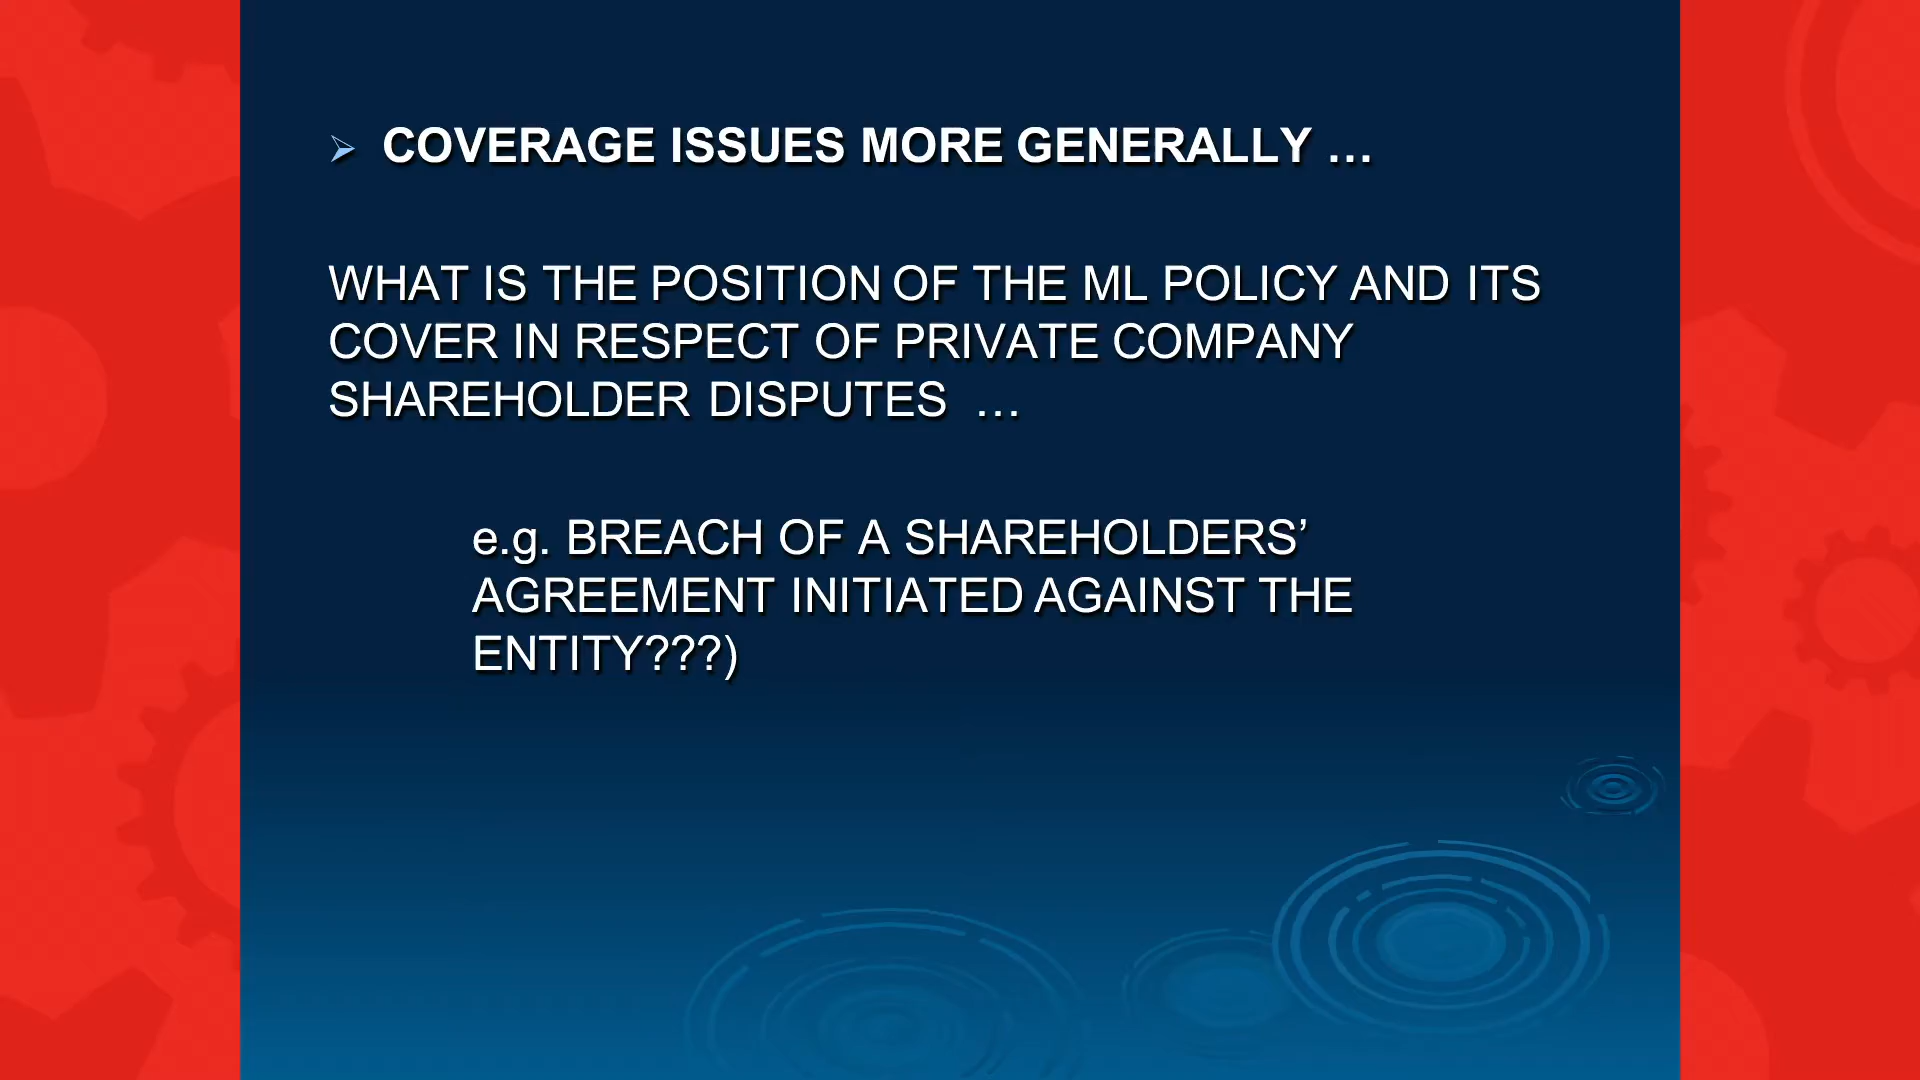 COVERAGE ISSUES MORE GENERALLY …
WHAT IS THE POSITION OF THE ML POLICY AND ITS
COVER IN RESPECT OF PRIVATE COMPANY
SHAREHOLDER DISPUTES …
e.g. BREACH OF A SHAREHOLDERS’
AGREEMENT INITIATED AGAINST THE
ENTITY???)